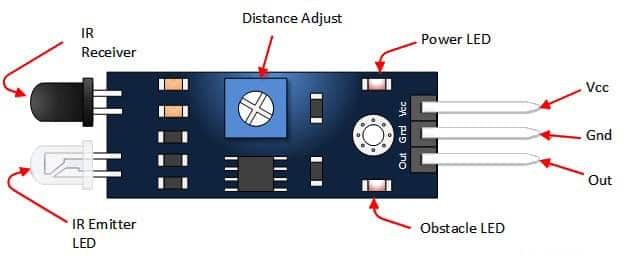 IR
Receiver
Distance Adjust
Power LED
Vcc
Gnd
Out
Vcc
Gnd
Out
IR Emitter
LED
Obstacle LED